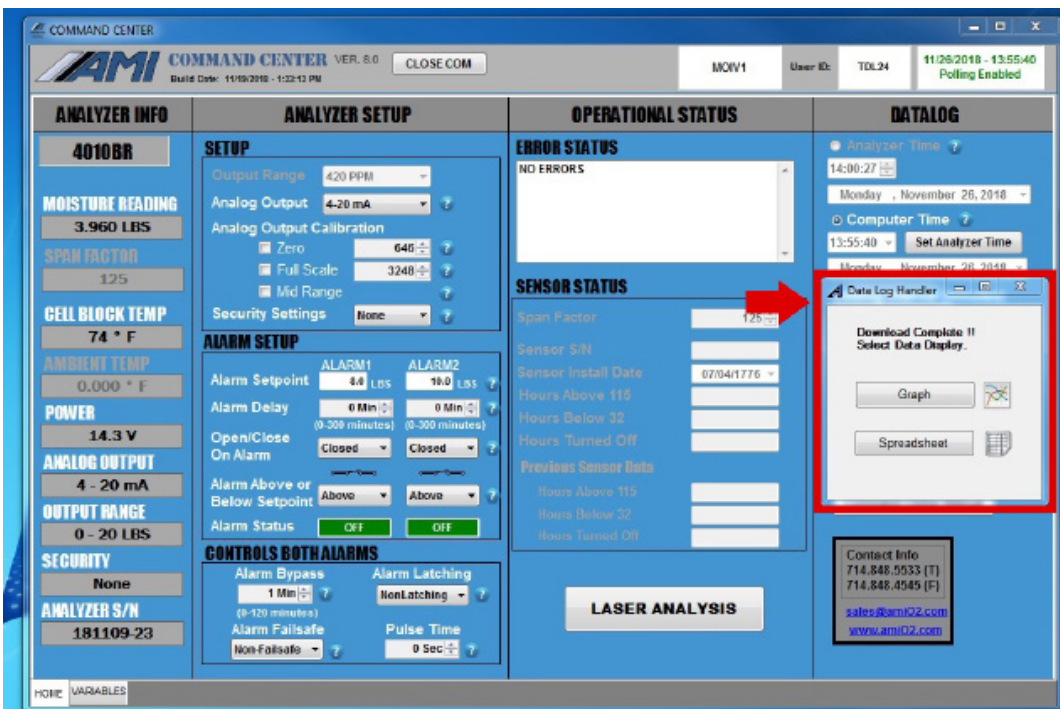 COMMAND CENTER
AMI COMMAND CENTER VER. 8.0
Build Date: 11/19/2018 - 1:22:12 PM
CLOSE COM
MOIV1
User ID: TDL24
11/26/2018 - 13:55:40
Polling Enabled
ANALYZER INFO
4010BR
MOISTURE READING
3.960 LBS
SPAN FACTOR
125
CELL BLOCK TEMP
74 ° F
AMBIENT TEMP
0.000 ° F
POWER
14.3 V
ANALOG OUTPUT
4 - 20 mA
OUTPUT RANGE
0 - 20 LBS
SECURITY
None
ANALYZER S/N
181109-23
ANALYZER SETUP
SETUP
Output Range 420 PPM
Analog Output 4-20 mA ?
Analog Output Calibration
Zero 646 ?
Full Scale 3248 ?
Mid Range ?
Security Settings None ?
ALARM SETUP
ALARM1 ALARM2
Alarm Setpoint 8.0 LBS 10.0 LBS ?
Alarm Delay 0 Min 0 Min ?
(0-300 minutes) (0-300 minutes)
Open/Close
On Alarm Closed Closed ?
Alarm Above or
Below Setpoint Above Above ?
Alarm Status OFF OFF
CONTROLS BOTH ALARMS
Alarm Bypass Alarm Latching
1 Min ? NonLatching ?
(0-120 minutes)
Alarm Failsafe Pulse Time
Non-Failsafe ? 0 Sec ?
OPERATIONAL STATUS
ERROR STATUS
NO ERRORS
SENSOR STATUS
Span Factor 125
Sensor S/N
Sensor Install Date 07/04/1776
Hours Above 115
Hours Below 32
Hours Turned Off
Previous Sensor Data
Hours Above 115
Hours Below 32
Hours Turned Off
LASER ANALYSIS
DATALOG
Analyzer Time ?
14:00:27
Monday , November 26, 2018
Computer Time ?
13:55:40 Set Analyzer Time
Monday November 26, 2018
Data Log Handler
Download Complete !!
Select Data Display.
Graph
Spreadsheet
Contact Info
714.848.5533 (T)
714.848.4545 (F)
sales@amiO2.com
www.amiO2.com
HOME VARIABLES